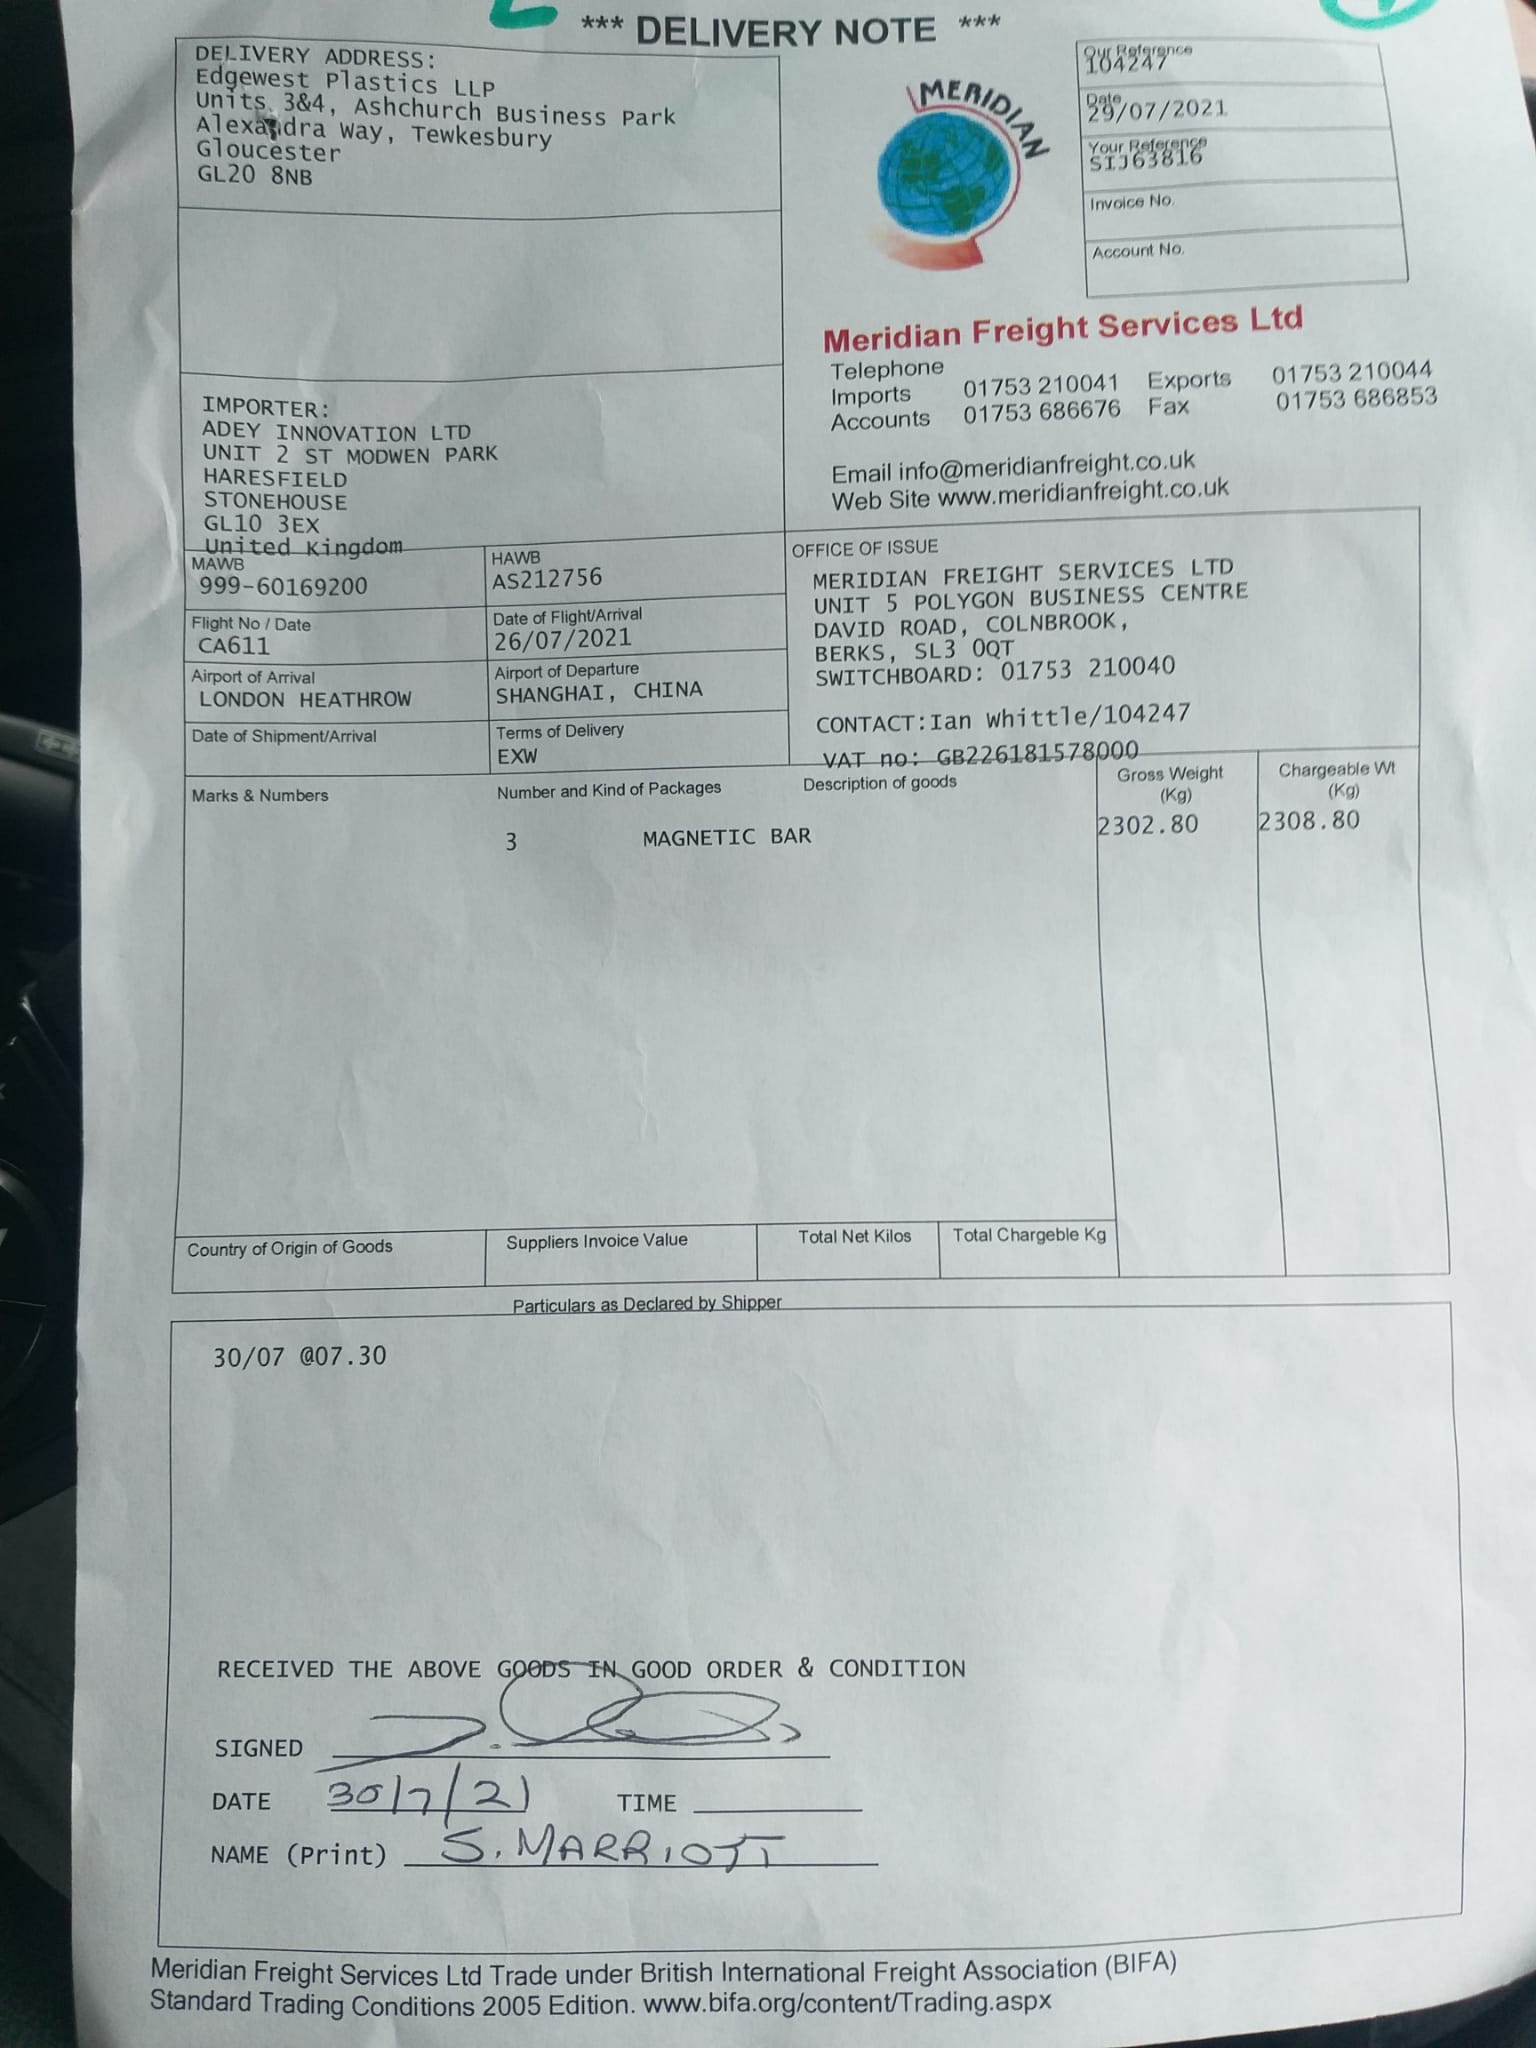 *** DELIVERY NOTE ***
DELIVERY ADDRESS:
Edgewest Plastics LLP
Units 3&4, Ashchurch Business Park
Alexandra Way, Tewkesbury
Gloucester
GL20 8NB
MERIDIAN
Our Reference
104247
Date
29/07/2021
Your Reference
SIJ63816
Invoice No.
Account No.
Meridian Freight Services Ltd
Telephone
Imports 01753 210041 Exports 01753 210044
Accounts 01753 686676 Fax 01753 686853
Email info@meridianfreight.co.uk
Web Site www.meridianfreight.co.uk
IMPORTER:
ADEY INNOVATION LTD
UNIT 2 ST MODWEN PARK
HARESFIELD
STONEHOUSE
GL10 3EX
United Kingdom
MAWB
999-60169200
HAWB
AS212756
Flight No / Date
CA611
Date of Flight/Arrival
26/07/2021
Airport of Arrival
LONDON HEATHROW
Airport of Departure
SHANGHAI, CHINA
Date of Shipment/Arrival
Terms of Delivery
EXW
OFFICE OF ISSUE
MERIDIAN FREIGHT SERVICES LTD
UNIT 5 POLYGON BUSINESS CENTRE
DAVID ROAD, COLNBROOK,
BERKS, SL3 0QT
SWITCHBOARD: 01753 210040
CONTACT:Ian Whittle/104247
VAT no: GB226181578000
Marks & Numbers Number and Kind of Packages Description of goods Gross Weight (Kg) Chargeable Wt (Kg)
3 MAGNETIC BAR 2302.80 2308.80
Country of Origin of Goods Suppliers Invoice Value Total Net Kilos Total Chargeble Kg
Particulars as Declared by Shipper
30/07 @07.30
RECEIVED THE ABOVE GOODS IN GOOD ORDER & CONDITION
SIGNED
DATE 30/7/21 TIME
NAME (Print) S. MARRIOTT
Meridian Freight Services Ltd Trade under British International Freight Association (BIFA)
Standard Trading Conditions 2005 Edition. www.bifa.org/content/Trading.aspx